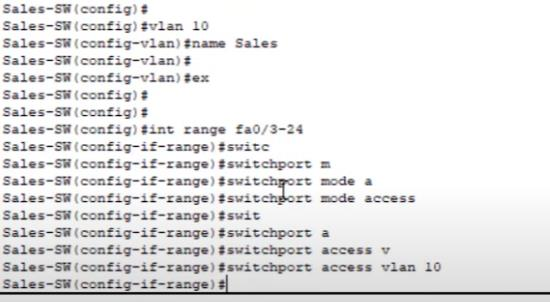 Sales-SW(config)#
Sales-SW(config)#vlan 10
Sales-SW(config-vlan)#name Sales
Sales-SW(config-vlan)#
Sales-SW(config-vlan)#ex
Sales-SW(config)#
Sales-SW(config)#
Sales-SW(config)#int range fa0/3-24
Sales-SW(config-if-range)#switc
Sales-SW(config-if-range)#switchport m
Sales-SW(config-if-range)#switchport mode a
Sales-SW(config-if-range)#switchport mode access
Sales-SW(config-if-range)#swit
Sales-SW(config-if-range)#switchport a
Sales-SW(config-if-range)#switchport access v
Sales-SW(config-if-range)#switchport access vlan 10
Sales-SW(config-if-range)#